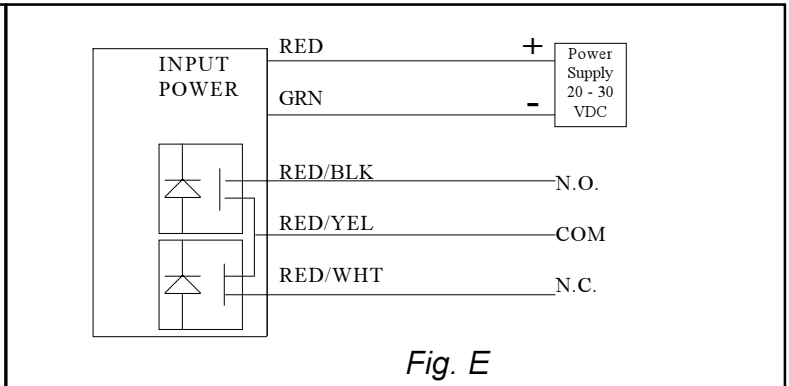 INPUT
POWER
RED
+
GRN
-
Power
Supply
20 - 30
VDC
RED/BLK
N.O.
RED/YEL
COM
RED/WHT
N.C.
Fig. E